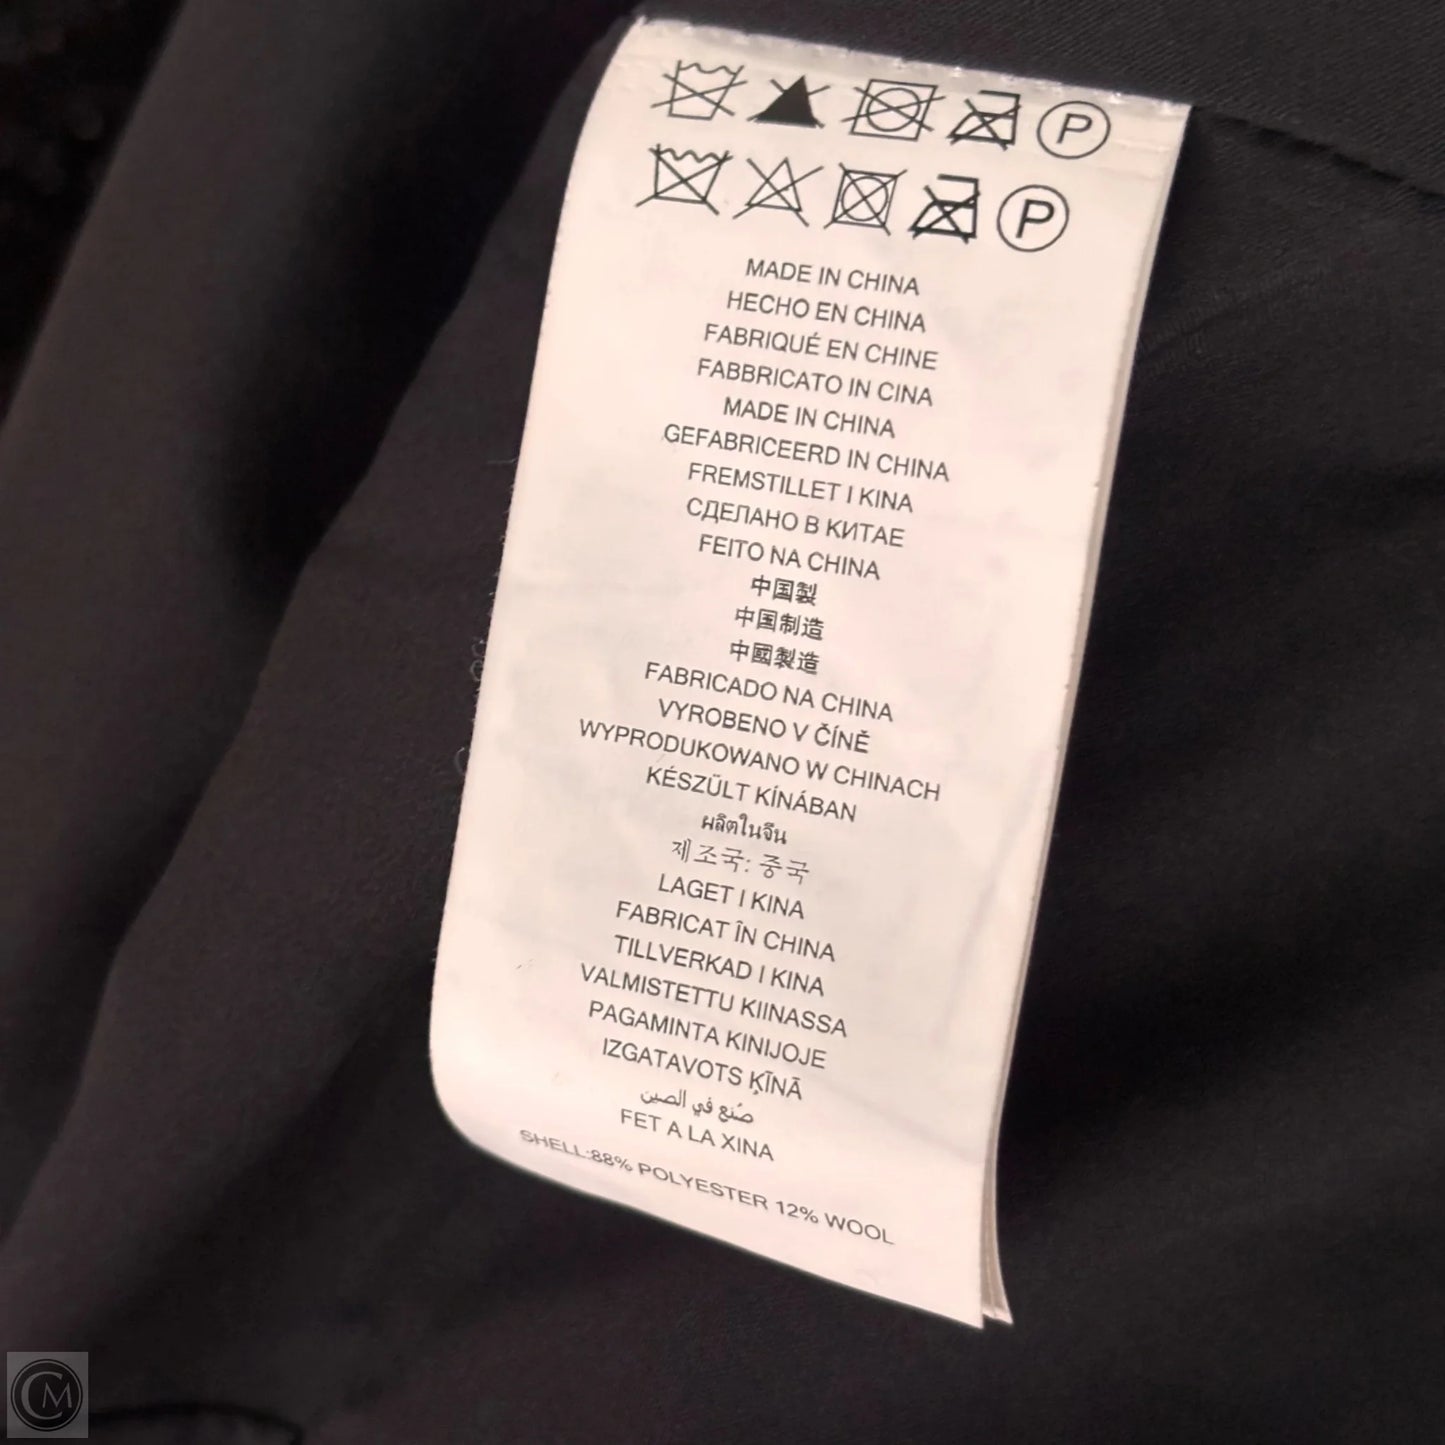 P
P
MADE IN CHINA
HECHO EN CHINA
FABRIQUÉ EN CHINE
FABBRICATO IN CINA
MADE IN CHINA
GEFABRICEERD IN CHINA
FREMSTILLET I KINA
СДЕЛАНО В КИТАЕ
FEITO NA CHINA
中国製
中国制造
中國製造
FABRICADO NA CHINA
VYROBENO V ČÍNĚ
WYPRODUKOWANO W CHINACH
KÉSZÜLT KÍNÁBAN
ผลิตในจีน
제조국: 중국
LAGET I KINA
FABRICAT ÎN CHINA
TILLVERKAD I KINA
VALMISTETTU KIINASSA
PAGAMINTA KINIJOJE
IZGATAVOTS ĶĪNĀ
صُنع في الصين
FET A LA XINA
SHELL:88% POLYESTER 12% WOOL
CM